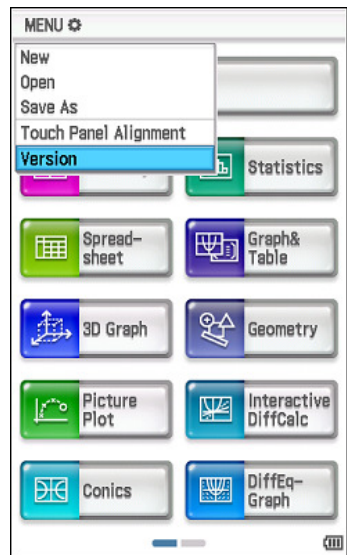 MENU
New
Open
Save As
Touch Panel Alignment
Version
Statistics
Spread-
sheet
Graph&
Table
3D Graph
Geometry
Picture
Plot
Interactive
DiffCalc
Conics
DiffEq-
Graph